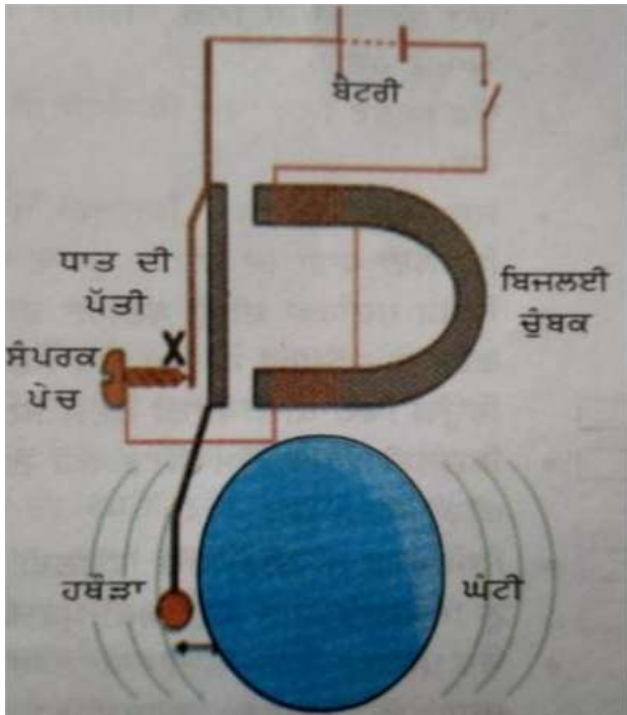 ਬੈਟਰੀ
ਧਾਤ ਦੀ
ਪੱਤੀ
ਬਿਜਲਈ
ਚੁੰਬਕ
X
ਸੰਪਰਕ
ਪੇਚ
ਹਥੌੜਾ
ਘੰਟੀ